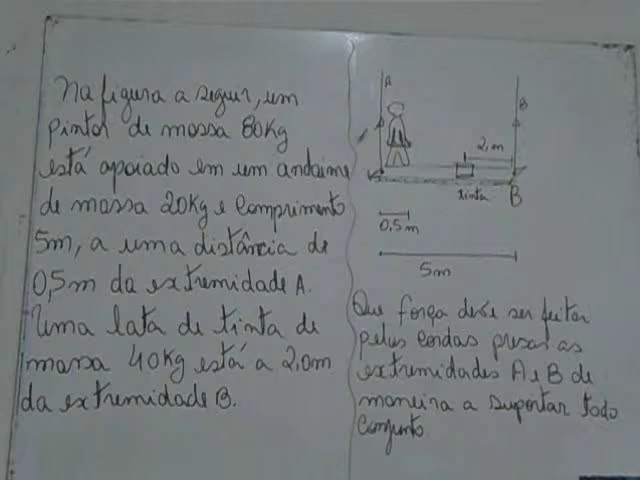 Na figura a seguir, um
pintor de massa 80Kg
está apoiado em um andaime
de massa 20Kg e comprimento
5m, a uma distância de
0,5m da extremidade A.
Uma lata de tinta de
massa 40Kg está a 2,0m
da extremidade B.
A
B
2,m
tinta
B
0,5m
5m
Que força deve ser feitar
pelas cordas presas as
extremidades A e B de
maneira a suportar todo
conjunto